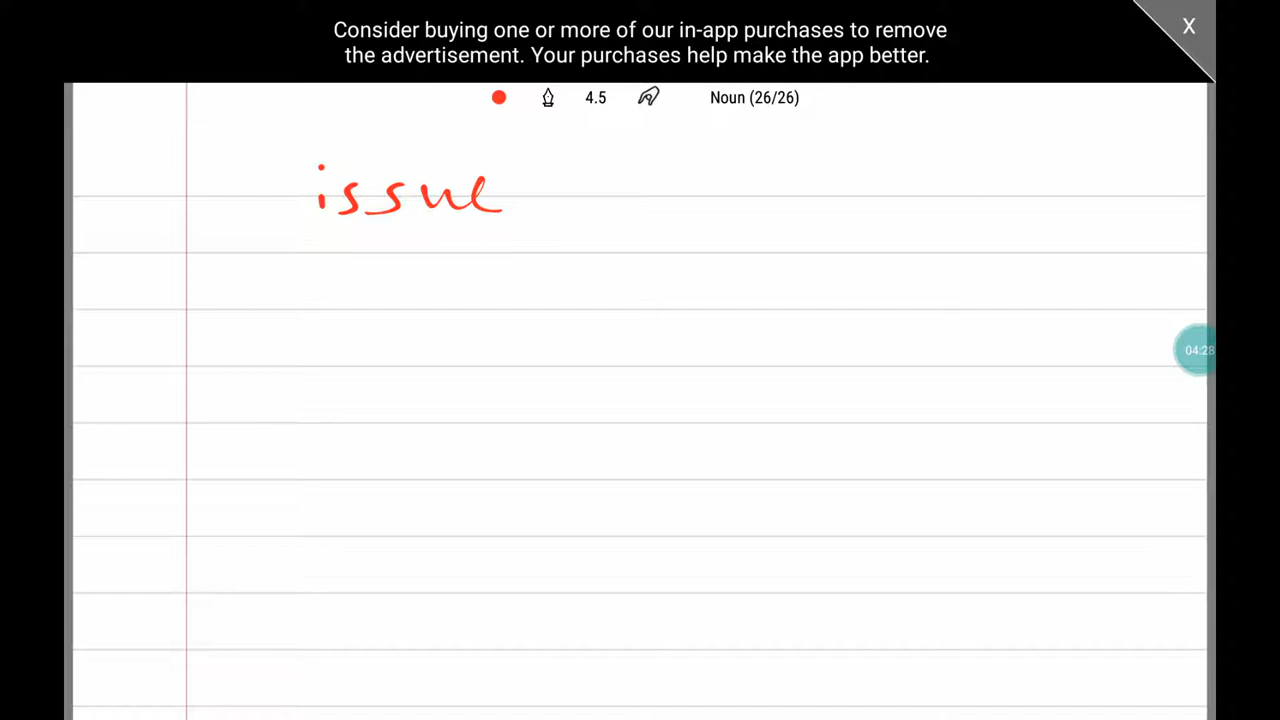 Consider buying one or more of our in-app purchases to remove
the advertisement. Your purchases help make the app better.
X
4.5 Noun (26/26)
issue
04:28